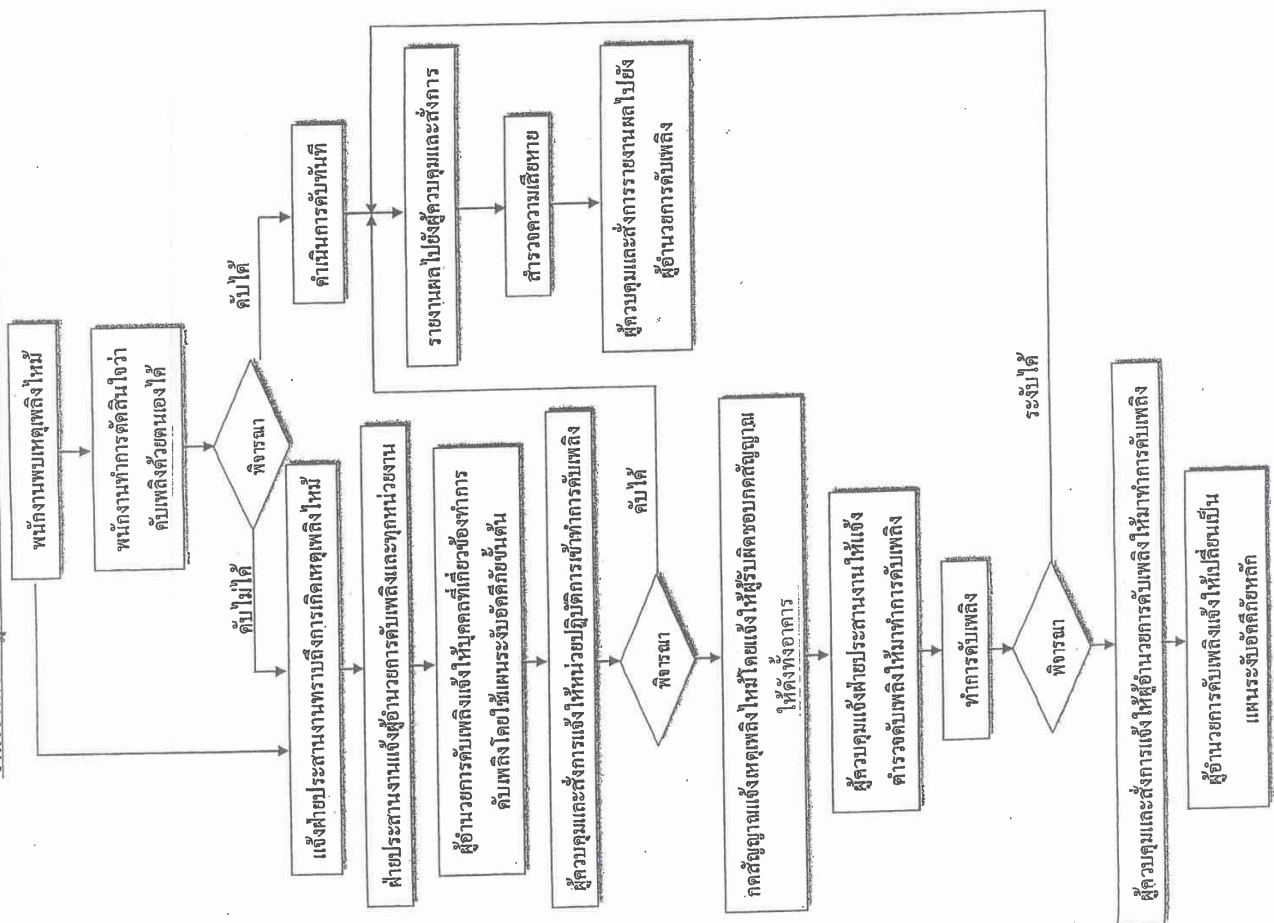 พนักงานพบเหตุเพลิงไหม้
พนักงานทำการตัดสินใจว่า
ดับเพลิงด้วยตนเองได้
พิจารณา
ดับไม่ได้
ดับได้
แจ้งฝ่ายประสานงานทราบถึงการเกิดเหตุเพลิงไหม้
ฝ่ายประสานงานแจ้งผู้อำนวยการดับเพลิงและทุกหน่วยงาน
ผู้อำนวยการดับเพลิงแจ้งให้บุคคลที่เกี่ยวข้องทำการ
ดับเพลิงโดยใช้แผนระงับอัคคีภัยขั้นต้น
ผู้ควบคุมและสั่งการแจ้งให้หน่วยปฏิบัติการเข้าทำการดับเพลิง
พิจารณา
ดับได้
กดสัญญาณแจ้งเหตุเพลิงไหม้โดยแจ้งให้ผู้รับผิดชอบกดสัญญาณ
ให้ดังทั้งอาคาร
ผู้ควบคุมแจ้งฝ่ายประสานงานให้แจ้ง
ตำรวจดับเพลิงให้มาทำการดับเพลิง
ทำการดับเพลิง
พิจารณา
ระงับได้
ผู้ควบคุมและสั่งการแจ้งให้ผู้อำนวยการดับเพลิงให้มาทำการดับเพลิง
ผู้อำนวยการดับเพลิงแจ้งให้เปลี่ยนเป็น
แผนระงับอัคคีภัยหลัก
ดำเนินการดับทันที
รายงานผลไปยังผู้ควบคุมและสั่งการ
สำรวจความเสียหาย
ผู้ควบคุมและสั่งการรายงานผลไปยัง
ผู้อำนวยการดับเพลิง